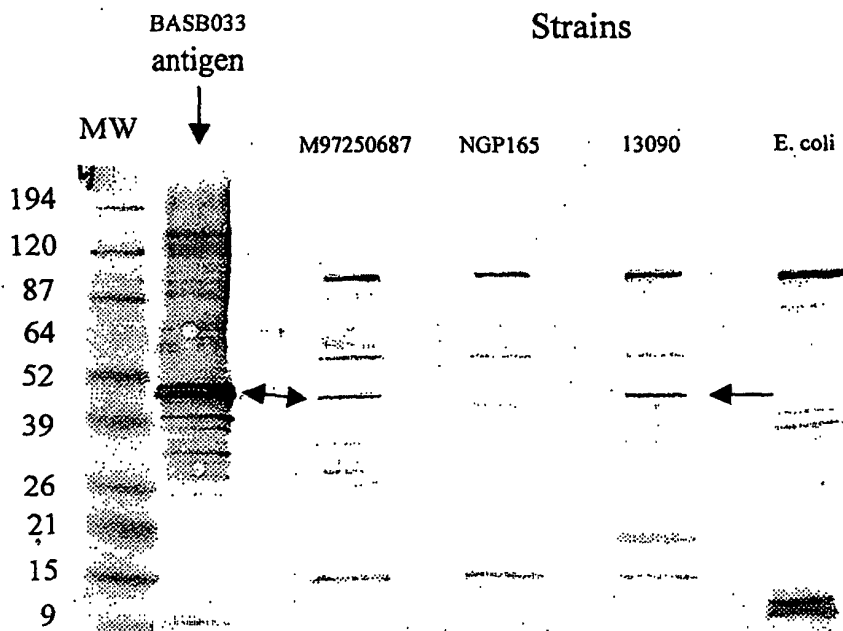 BASB033
antigen
Strains
MW
M97250687
NGP165
13090
E. coli
194
120
87
64
52
39
26
21
15
9